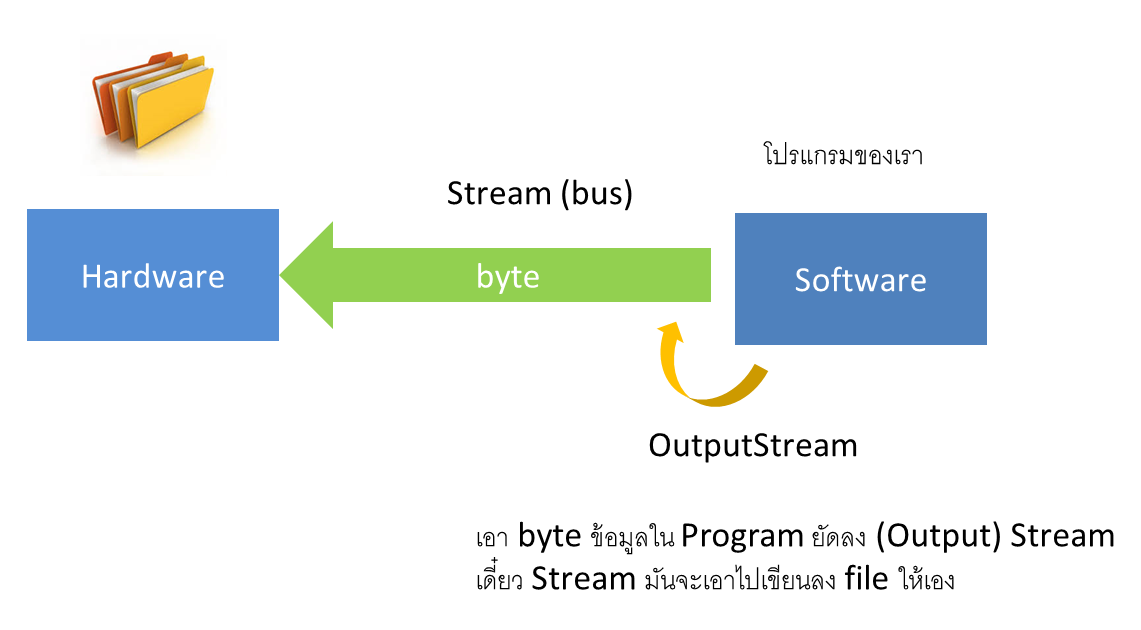 โปรแกรมของเรา
Stream (bus)
Hardware
byte
Software
OutputStream
เอา byte ข้อมูลใน Program ยัดลง (Output) Stream
เดี๋ยว Stream มันจะเอาไปเขียนลง file ให้เอง